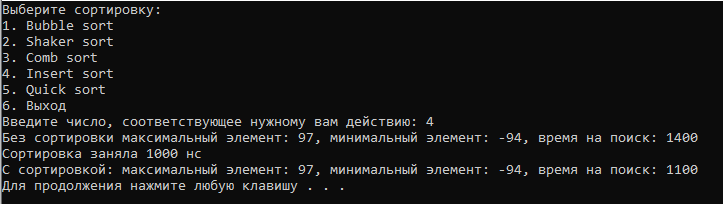 Выберите сортировку:
1. Bubble sort
2. Shaker sort
3. Comb sort
4. Insert sort
5. Quick sort
6. Выход
Введите число, соответствующее нужному вам действию: 4
Без сортировки максимальный элемент: 97, минимальный элемент: -94, время на поиск: 1400
Сортировка заняла 1000 нс
С сортировкой: максимальный элемент: 97, минимальный элемент: -94, время на поиск: 1100
Для продолжения нажмите любую клавишу . . .